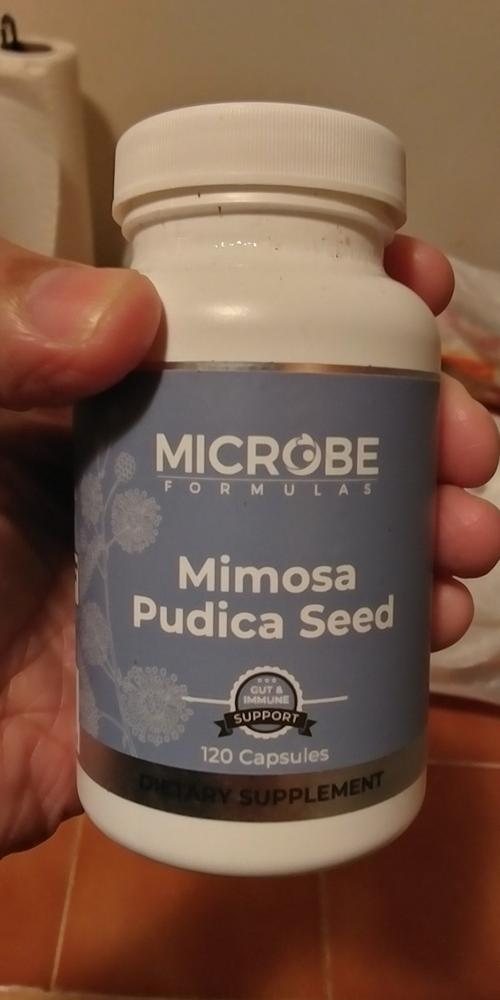 MICROBE
FORMULAS
Mimosa
Pudica Seed
GUT &
IMMUNE
SUPPORT
120 Capsules
DIETARY SUPPLEMENT